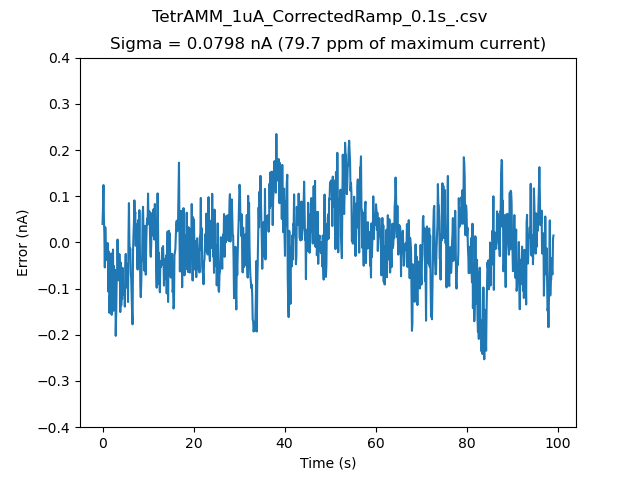 TetrAMM_1uA_CorrectedRamp_0.1s_.csv
Sigma = 0.0798 nA (79.7 ppm of maximum current)
0.4
0.3
0.2
0.1
0.0
−0.1
−0.2
−0.3
−0.4
Error (nA)
0 20 40 60 80 100
Time (s)